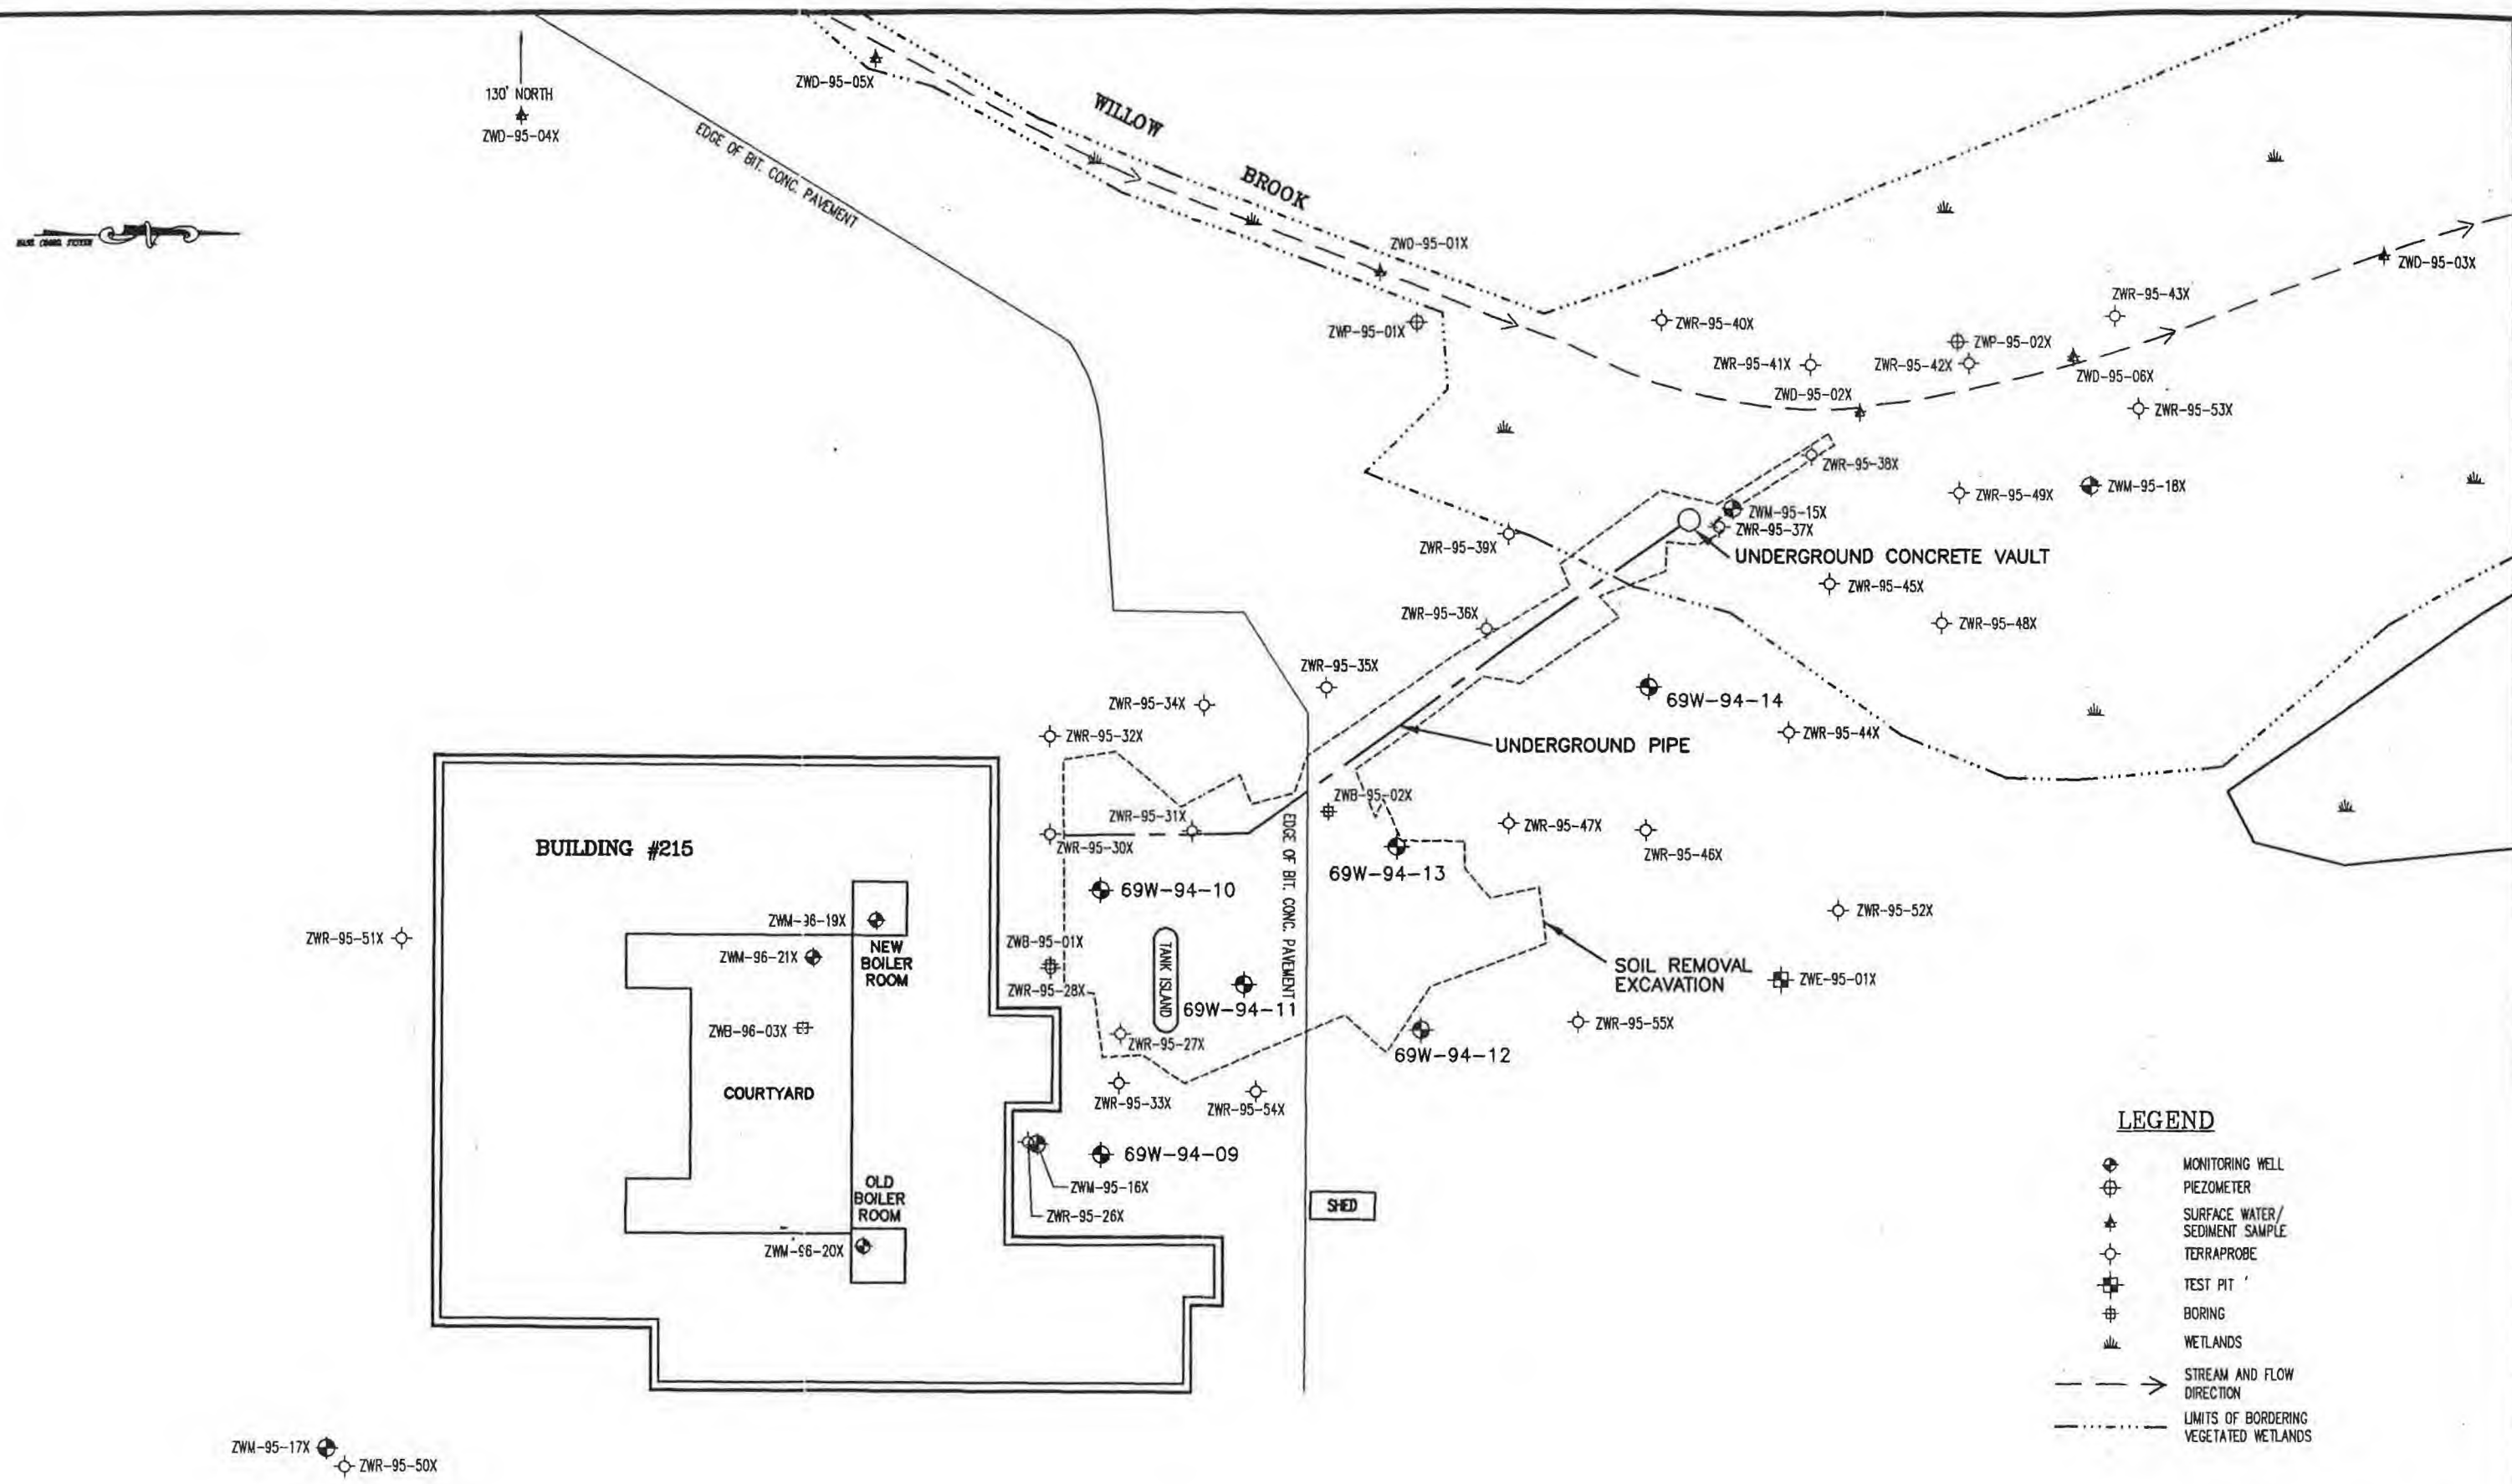 130' NORTH
ZWD-95-04X
ZWD-95-05X
EDGE OF BIT. CONC. PAVEMENT
WILLOW
BROOK
ZWD-95-01X
ZWP-95-01X
ZWR-95-40X
ZWR-95-41X
ZWD-95-02X
ZWR-95-42X
ZWP-95-02X
ZWR-95-43X
ZWD-95-03X
ZWD-95-06X
ZWR-95-53X
ZWR-95-38X
ZWR-95-49X
ZWM-95-18X
ZWM-95-15X
ZWR-95-37X
ZWR-95-39X
UNDERGROUND CONCRETE VAULT
ZWR-95-45X
ZWR-95-36X
ZWR-95-48X
ZWR-95-35X
ZWR-95-34X
69W-94-14
ZWR-95-32X
ZWR-95-44X
UNDERGROUND PIPE
ZWB-95-02X
ZWR-95-31X
ZWR-95-30X
ZWR-95-47X
ZWR-95-46X
BUILDING #215
69W-94-13
69W-94-10
EDGE OF BIT. CONC. PAVEMENT
ZWR-95-51X
ZWM-96-19X
ZWM-96-21X
NEW
BOILER
ROOM
ZWB-95-01X
ZWR-95-28X
TANK ISLAND
69W-94-11
ZWR-95-52X
SOIL REMOVAL
EXCAVATION
ZWE-95-01X
ZWB-96-03X
ZWR-95-27X
ZWR-95-55X
69W-94-12
COURTYARD
ZWR-95-33X
ZWR-95-54X
69W-94-09
ZWM-95-16X
ZWR-95-26X
OLD
BOILER
ROOM
ZWM-96-20X
SHED
ZWM-95-17X
ZWR-95-50X
LEGEND
MONITORING WELL
PIEZOMETER
SURFACE WATER/
SEDIMENT SAMPLE
TERRAPROBE
TEST PIT
BORING
WETLANDS
STREAM AND FLOW
DIRECTION
LIMITS OF BORDERING
VEGETATED WETLANDS